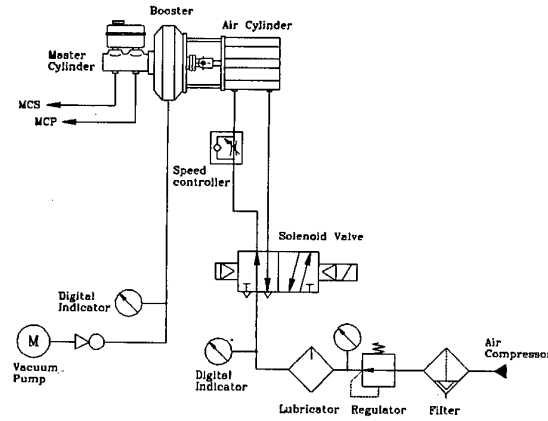 Booster
Air Cylinder
Master
Cylinder
MCS
MCP
Speed
controller
Solenoid Valve
Digital
Indicator
M
Vacuum
Pump
Digital
Indicator
Air
Compressor
Lubricator
Regulator
Filter